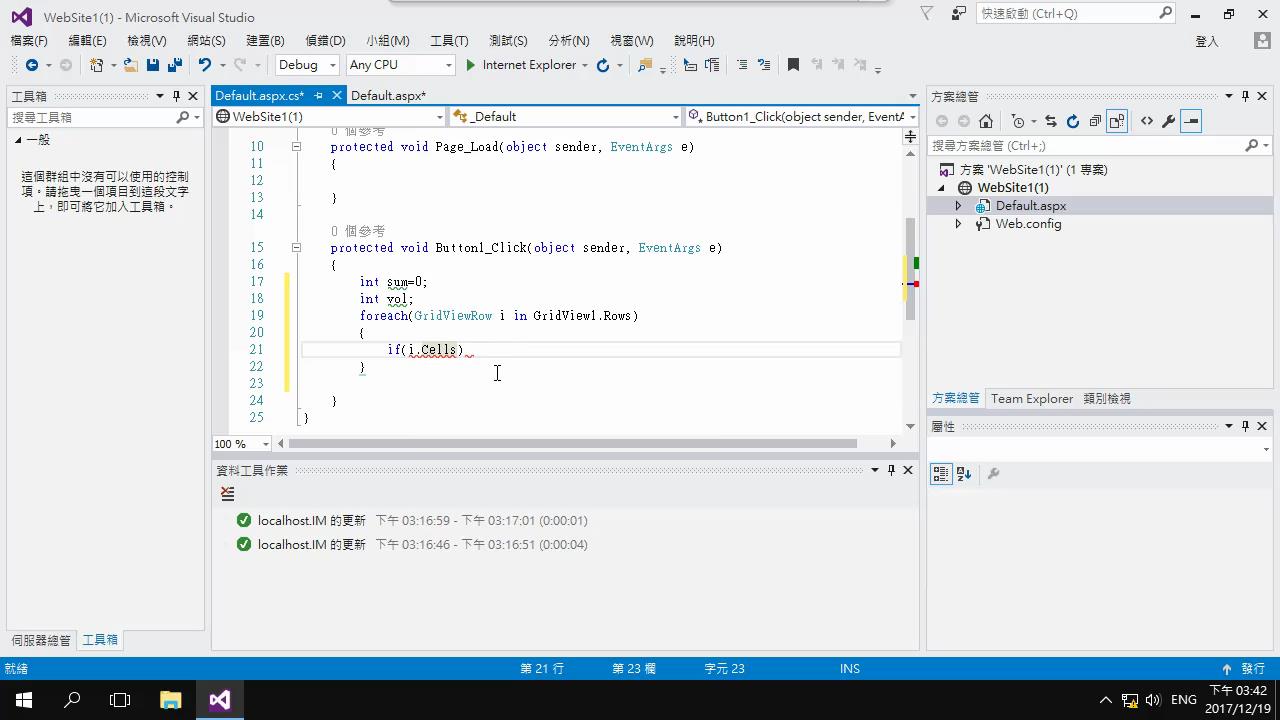 WebSite1(1) - Microsoft Visual Studio
快速啟動 (Ctrl+Q)
檔案(F) 編輯(E) 檢視(V) 網站(S) 建置(B) 偵錯(D) 小組(M) 工具(T) 測試(S) 分析(N) 視窗(W) 說明(H)
登入
Debug Any CPU Internet Explorer
工具箱
搜尋工具箱
一般
這個群組中沒有可以使用的控制
項。請拖曳一個項目到這段文字
上，即可將它加入工具箱。
伺服器總管 工具箱
Default.aspx.cs* Default.aspx*
WebSite1(1) _Default Button1_Click(object sender, EventA
0 個參考
10 protected void Page_Load(object sender, EventArgs e)
11 {
12
13 }
14
0 個參考
15 protected void Button1_Click(object sender, EventArgs e)
16 {
17 int sum=0;
18 int vol;
19 foreach(GridViewRow i in GridView1.Rows)
20 {
21 if(i.Cells)
22 }
23
24 }
25 }
100 %
資料工具作業
localhost.IM 的更新 下午 03:16:59 - 下午 03:17:01 (0:00:01)
localhost.IM 的更新 下午 03:16:46 - 下午 03:16:51 (0:00:04)
方案總管
搜尋方案總管 (Ctrl+;)
方案 'WebSite1(1)' (1 專案)
WebSite1(1)
Default.aspx
Web.config
方案總管 Team Explorer 類別檢視
屬性
就緒 第 21 行 第 23 欄 字元 23 INS 發行
ENG
下午 03:42
2017/12/19